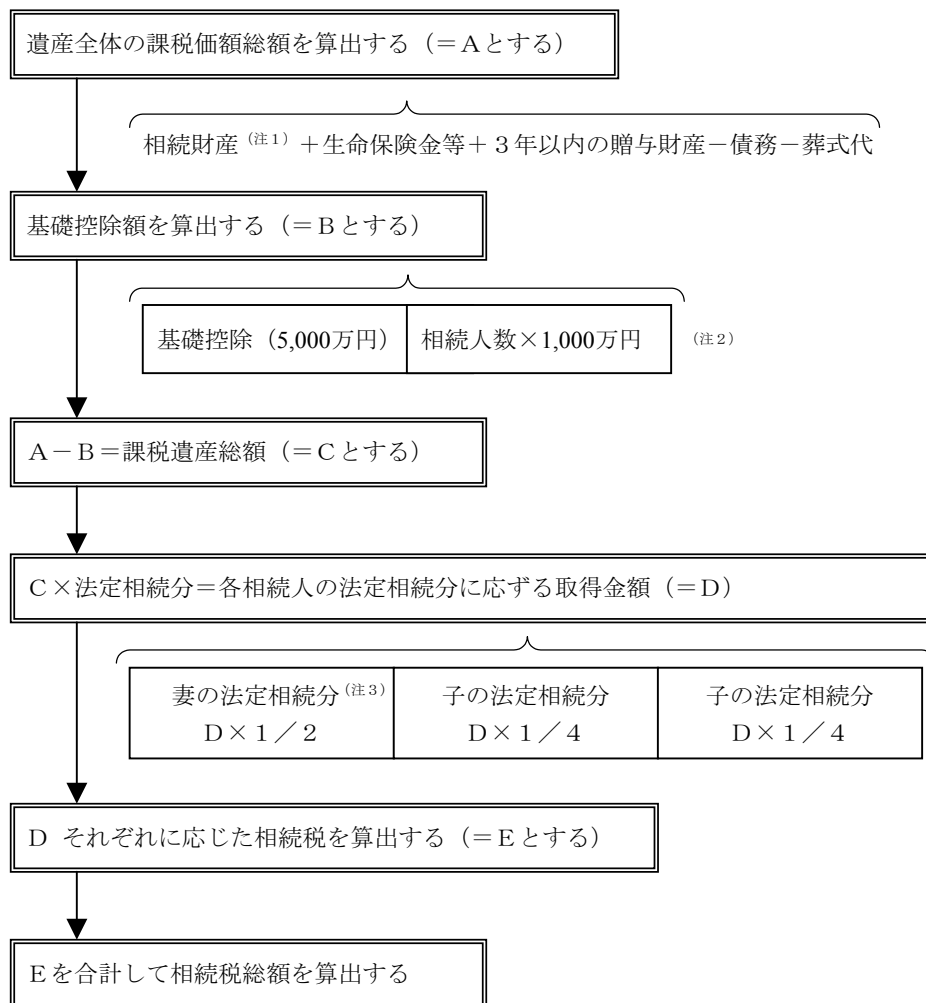 遺産全体の課税価額総額を算出する（＝Ａとする）
相続財産（注１）＋生命保険金等＋３年以内の贈与財産－債務－葬式代
基礎控除額を算出する（＝Ｂとする）
基礎控除（5,000万円） 相続人数×1,000万円 （注２）
Ａ－Ｂ＝課税遺産総額（＝Ｃとする）
Ｃ×法定相続分＝各相続人の法定相続分に応ずる取得金額（＝Ｄ）
妻の法定相続分（注３） 子の法定相続分 子の法定相続分
Ｄ×１／２ Ｄ×１／４ Ｄ×１／４
Ｄ それぞれに応じた相続税を算出する（＝Ｅとする）
Ｅを合計して相続税総額を算出する